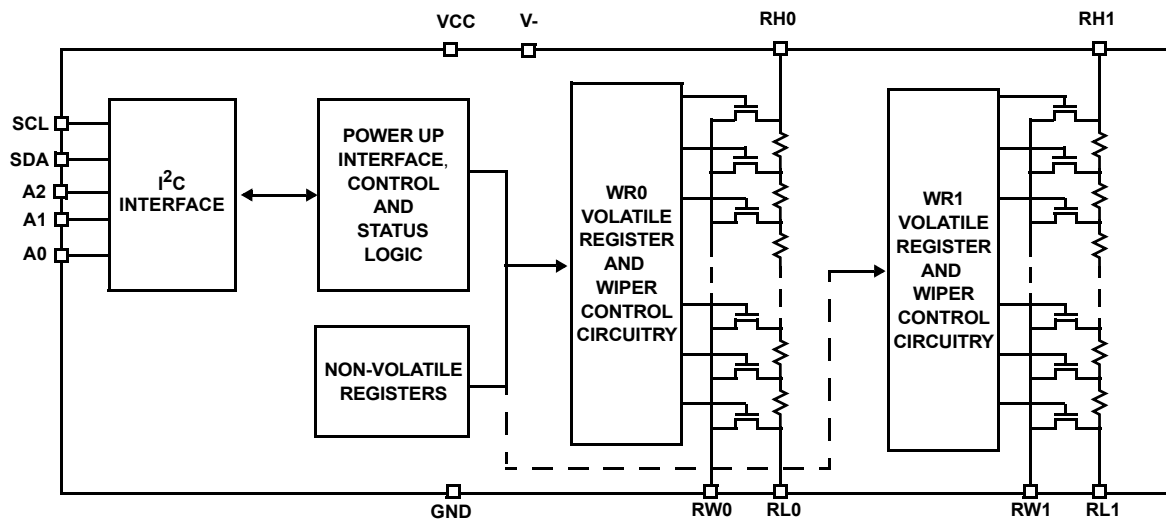 VCC
V-
RH0
RH1
SCL
SDA
A2
A1
A0
I²C
INTERFACE
POWER UP
INTERFACE,
CONTROL
AND
STATUS
LOGIC
NON-VOLATILE
REGISTERS
WR0
VOLATILE
REGISTER
AND
WIPER
CONTROL
CIRCUITRY
WR1
VOLATILE
REGISTER
AND
WIPER
CONTROL
CIRCUITRY
GND
RW0
RL0
RW1
RL1